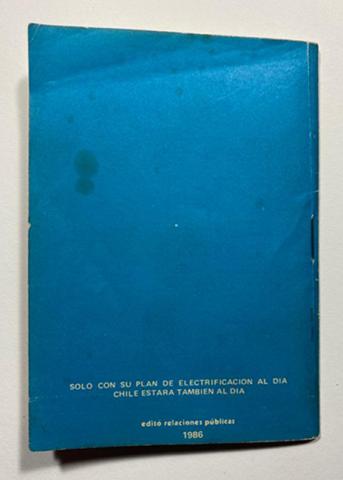 SOLO CON SU PLAN DE ELECTRIFICACION AL DIA
CHILE ESTARA TAMBIEN AL DIA
editó relaciones públicas
1986